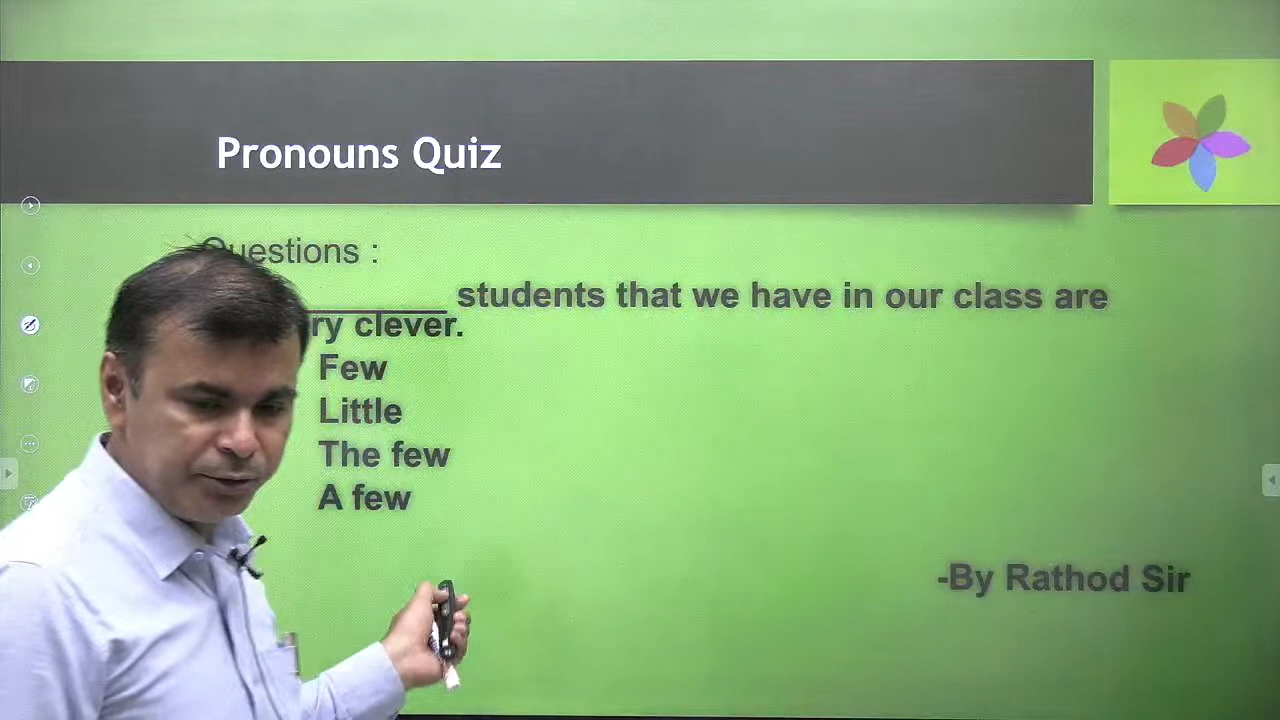 Pronouns Quiz
Questions :
________ students that we have in our class are
ry clever.
Few
Little
The few
A few
-By Rathod Sir